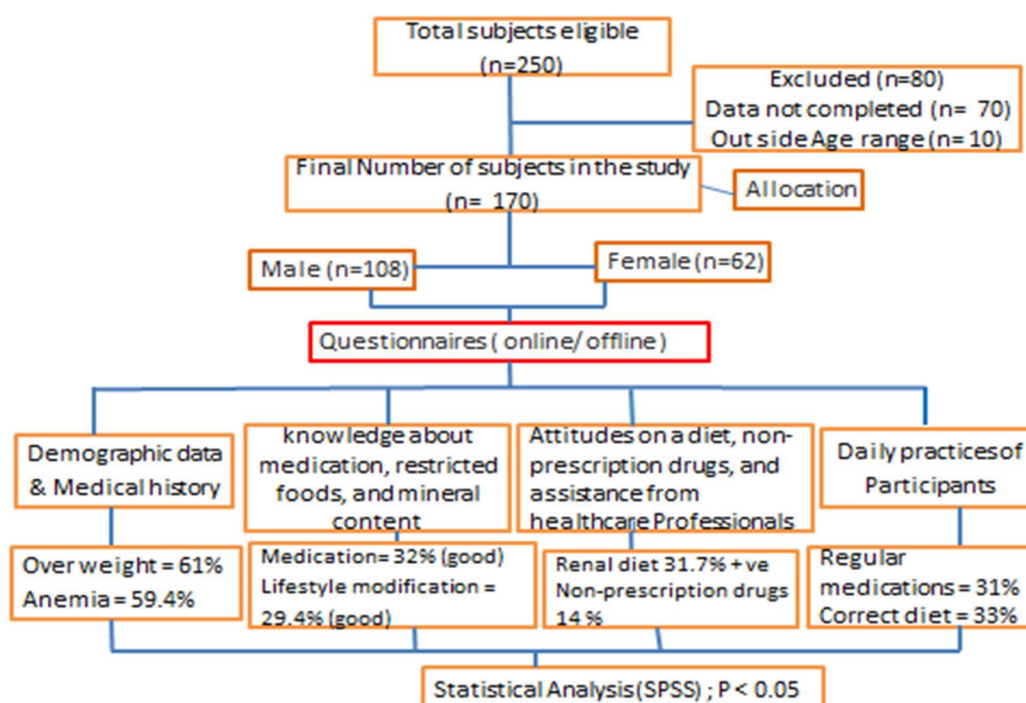 Total subjects eligible
(n=250)
Excluded (n=80)
Data not completed (n= 70)
Out side Age range (n= 10)
Final Number of subjects in the study
(n= 170)
Allocation
Male (n=108)
Female (n=62)
Questionnaires ( online/ offline )
Demographic data
& Medical history
knowledge about
medication, restricted
foods, and mineral
content
Attitudes on a diet, non-
prescription drugs, and
assistance from
healthcare Professionals
Daily practices of
Participants
Over weight = 61%
Anemia = 59.4%
Medication= 32% (good)
Lifestyle modification =
29.4% (good)
Renal diet 31.7% +ve
Non-prescription drugs
14 %
Regular
medications = 31%
Correct diet = 33%
Statistical Analysis (SPSS) ; P < 0.05